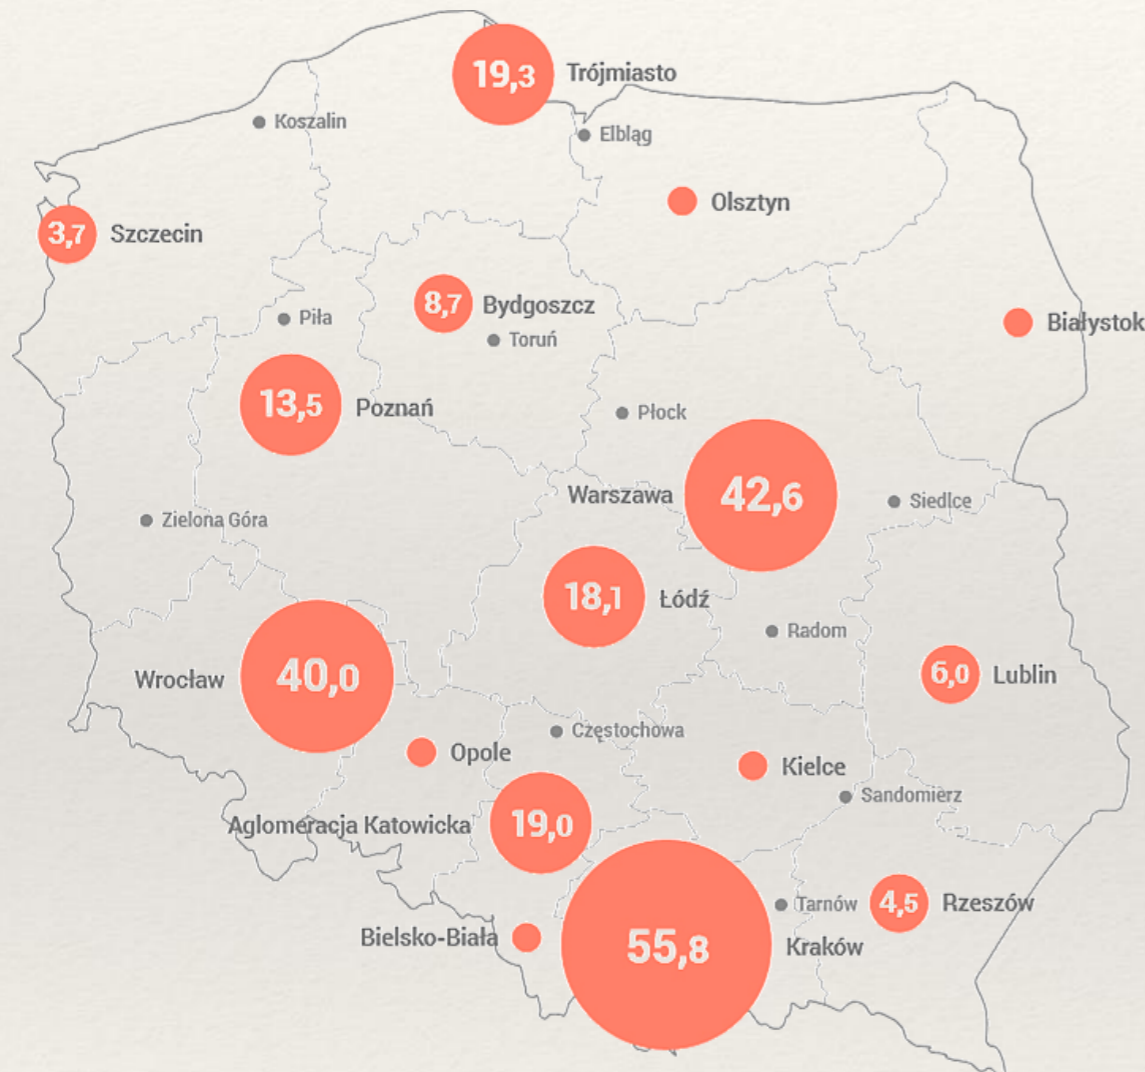 19,3
Trójmiasto
Koszalin
Elbląg
Olsztyn
3,7
Szczecin
8,7
Bydgoszcz
Piła
Toruń
Białystok
13,5
Poznań
Płock
Warszawa
42,6
Siedlce
Zielona Góra
18,1
Łódź
Radom
Wrocław
40,0
6,0
Lublin
Częstochowa
Opole
Kielce
Sandomierz
Aglomeracja Katowicka
19,0
Tarnów
4,5
Rzeszów
Bielsko-Biała
55,8
Kraków